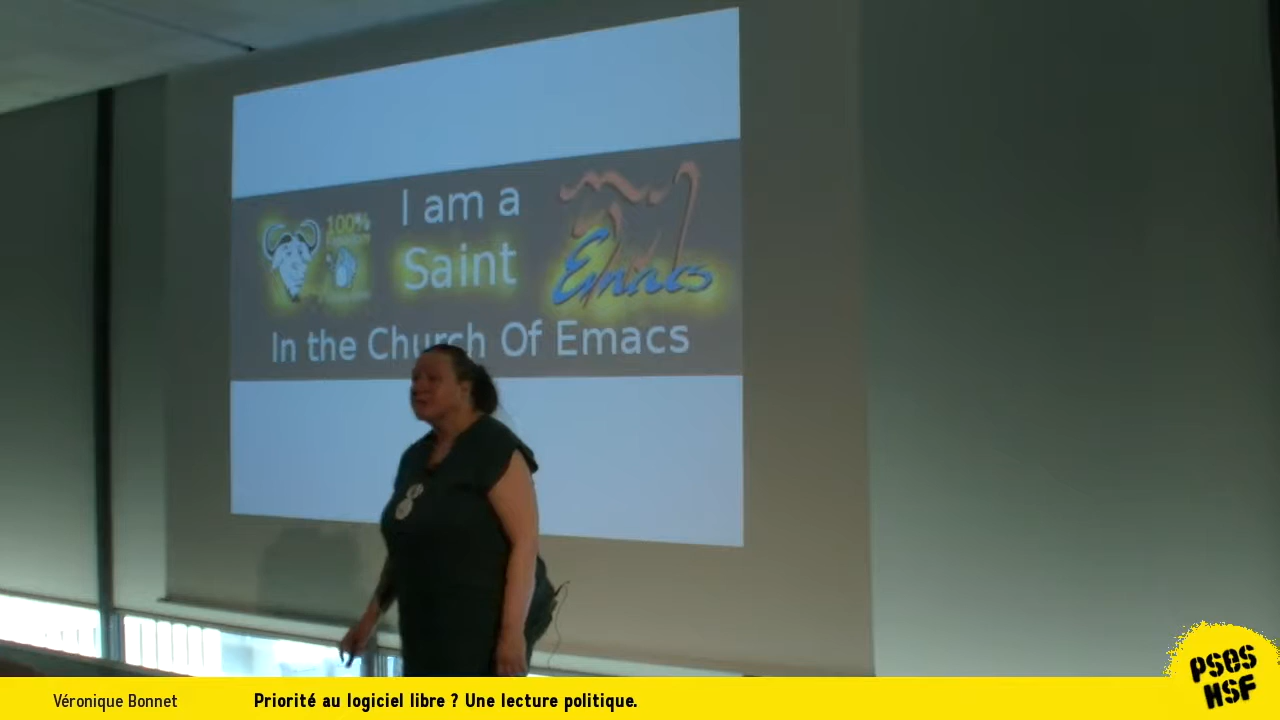 100%
I am a
Saint
Emacs
In the Church Of Emacs
PSES
HSF
Véronique Bonnet
Priorité au logiciel libre ? Une lecture politique.